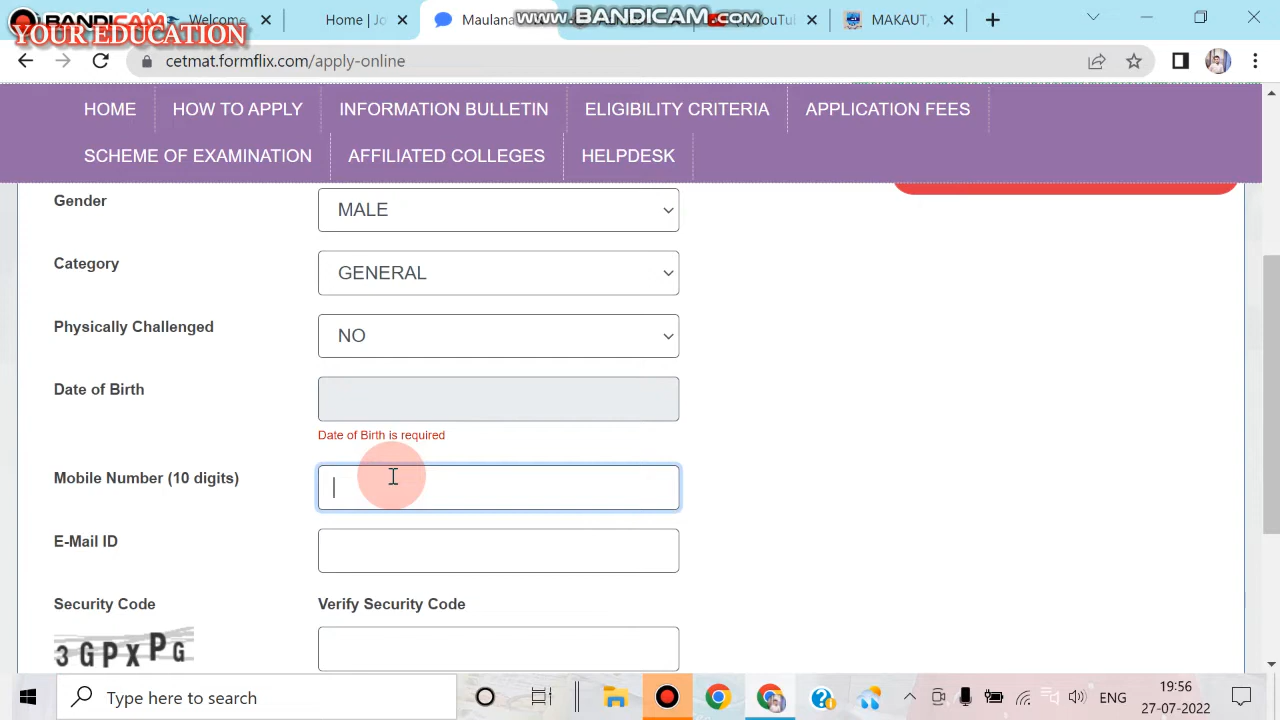 BANDICAM
YOUR EDUCATION
Welcome
Home | Jo
Maulana
www.BANDICAM.com
YouTub
MAKAUT,
cetmat.formflix.com/apply-online
HOME
HOW TO APPLY
INFORMATION BULLETIN
ELIGIBILITY CRITERIA
APPLICATION FEES
SCHEME OF EXAMINATION
AFFILIATED COLLEGES
HELPDESK
Gender
MALE
Category
GENERAL
Physically Challenged
NO
Date of Birth
Date of Birth is required
Mobile Number (10 digits)
E-Mail ID
Security Code
Verify Security Code
3GPXPG
Type here to search
ENG
19:56
27-07-2022